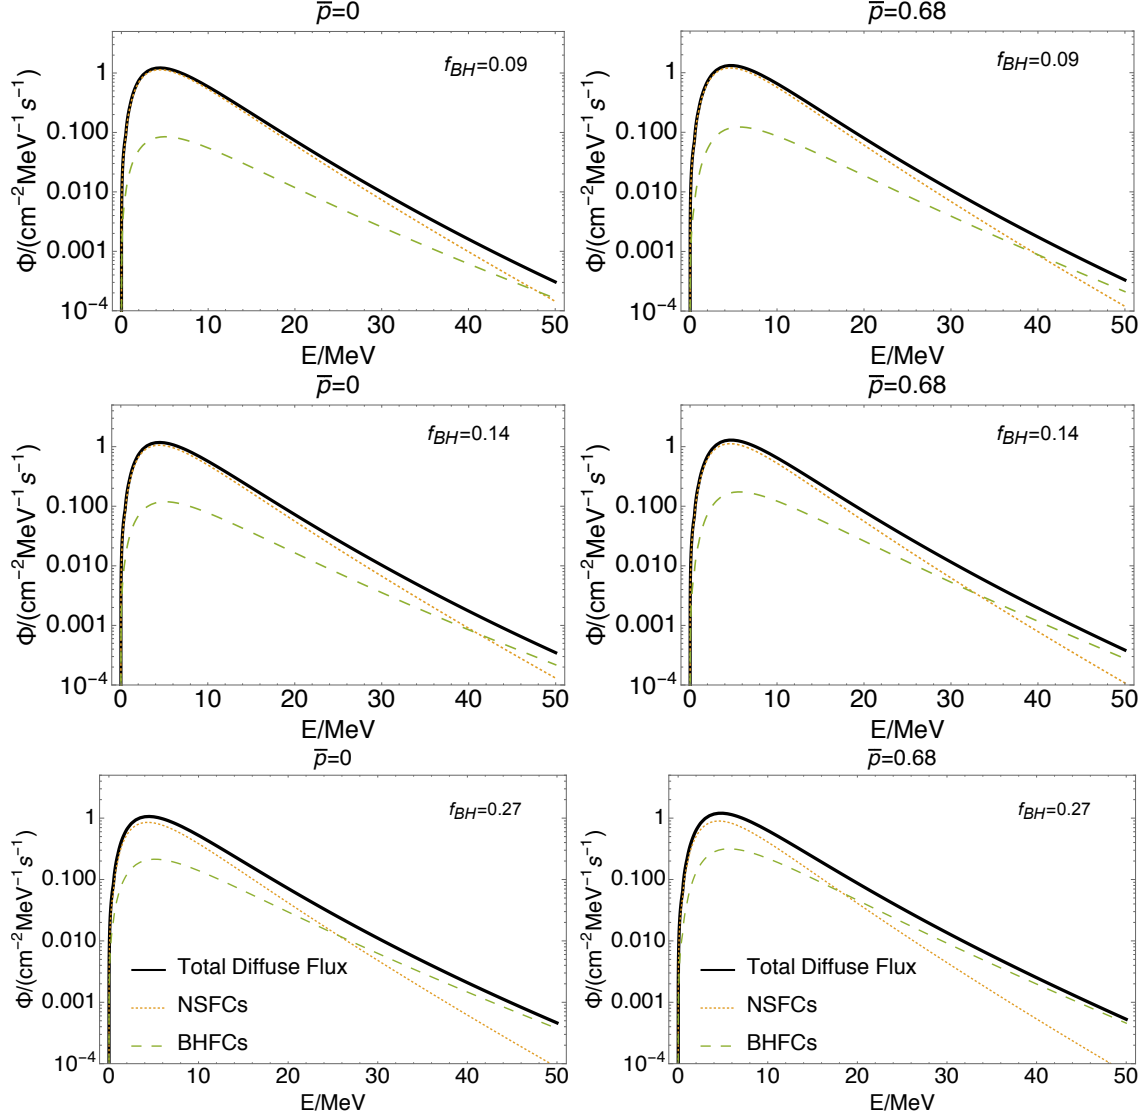 p̅=0
f_BH=0.09
Φ/(cm⁻²MeV⁻¹s⁻¹)
1
0.100
0.010
0.001
10⁻⁴
0 10 20 30 40 50
E/MeV
p̅=0.68
f_BH=0.09
Φ/(cm⁻²MeV⁻¹s⁻¹)
1
0.100
0.010
0.001
10⁻⁴
0 10 20 30 40 50
E/MeV
p̅=0
f_BH=0.14
Φ/(cm⁻²MeV⁻¹s⁻¹)
1
0.100
0.010
0.001
10⁻⁴
0 10 20 30 40 50
E/MeV
p̅=0.68
f_BH=0.14
Φ/(cm⁻²MeV⁻¹s⁻¹)
1
0.100
0.010
0.001
10⁻⁴
0 10 20 30 40 50
E/MeV
p̅=0
f_BH=0.27
Φ/(cm⁻²MeV⁻¹s⁻¹)
1
0.100
0.010
0.001
10⁻⁴
Total Diffuse Flux
NSFCs
BHFCs
0 10 20 30 40 50
E/MeV
p̅=0.68
f_BH=0.27
Φ/(cm⁻²MeV⁻¹s⁻¹)
1
0.100
0.010
0.001
10⁻⁴
Total Diffuse Flux
NSFCs
BHFCs
0 10 20 30 40 50
E/MeV